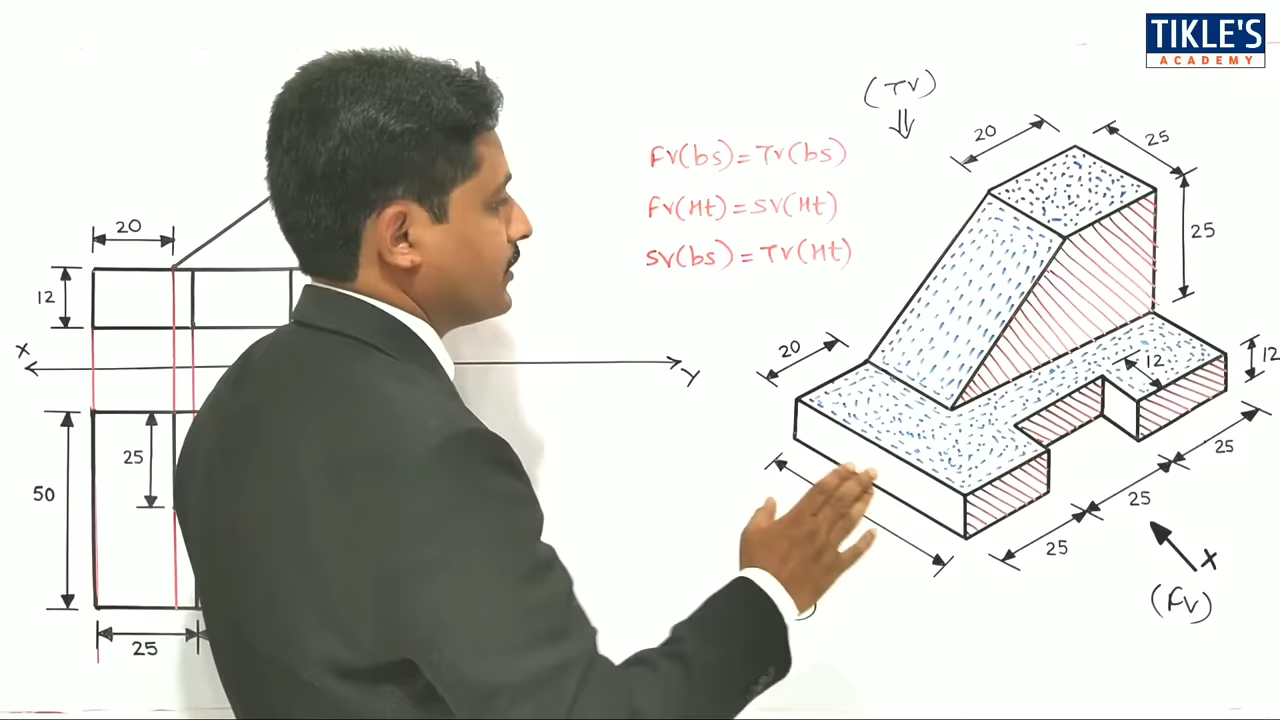 TIKLE'S
ACADEMY
(TV)
20
25
FV(bs)=TV(bs)
FV(Ht)=SV(Ht)
SV(bs)=TV(Ht)
25
20
12
X
Y
20
12
12
25
50
25
25
25
25
X
(FV)